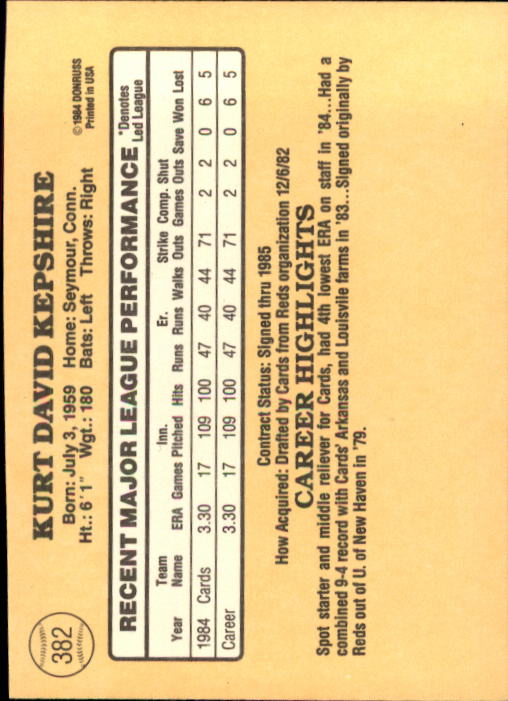 382
KURT DAVID KEPSHIRE
Born: July 3, 1959 Home: Seymour, Conn.
Ht.: 6'1" Wgt.: 180 Bats: Left Throws: Right
©1984 DONRUSS
Printed in USA
RECENT MAJOR LEAGUE PERFORMANCE
*Denotes
Led League
Team Inn. Er. Strike Comp. Shut
Year Name ERA Games Pitched Hits Runs Runs Walks Outs Games Outs Save Won Lost
1984 Cards 3.30 17 109 100 47 40 44 71 2 2 0 6 5
Career 3.30 17 109 100 47 40 44 71 2 2 0 6 5
Contract Status: Signed thru 1985
How Acquired: Drafted by Cards from Reds organization 12/6/82
CAREER HIGHLIGHTS
Spot starter and middle reliever for Cards, had 4th lowest ERA on staff in '84...Had a
combined 9-4 record with Cards' Arkansas and Louisvile farms in '83...Signed originally by
Reds out of U. of New Haven in '79.